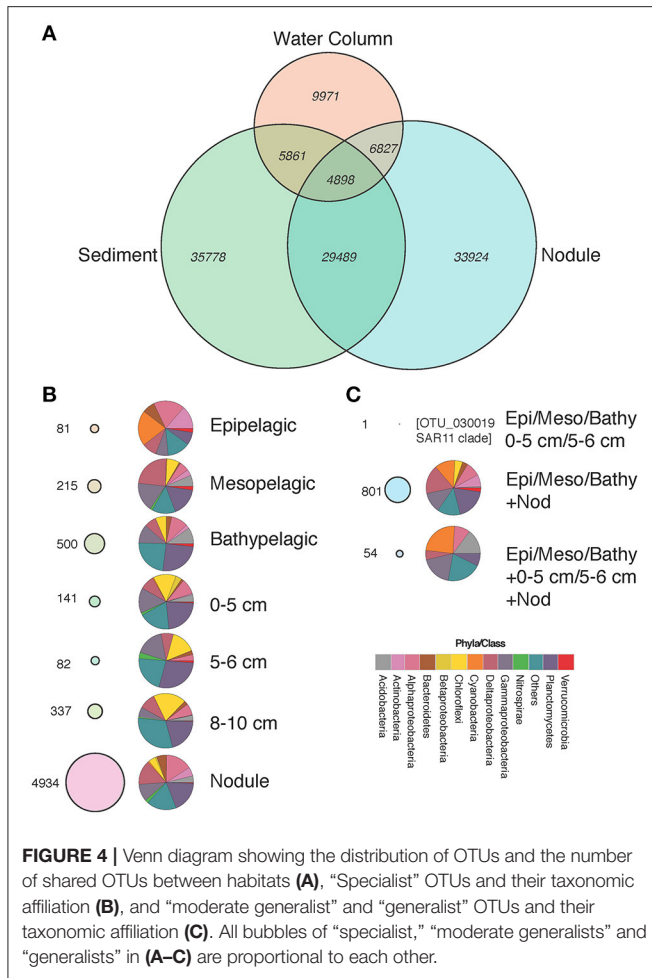 A
Water Column
9971
5861
6827
4898
Sediment
35778
29489
33924
Nodule
B
81
Epipelagic
215
Mesopelagic
500
Bathypelagic
141
0-5 cm
82
5-6 cm
337
8-10 cm
4934
Nodule
C
1
[OTU_030019
SAR11 clade]
Epi/Meso/Bathy
0-5 cm/5-6 cm
801
Epi/Meso/Bathy
+Nod
54
Epi/Meso/Bathy
+0-5 cm/5-6 cm
+Nod
Phyla/Class
Acidobacteria
Actinobacteria
Alphaproteobacteria
Bacteroidetes
Betaproteobacteria
Chloroflexi
Cyanobacteria
Deltaproteobacteria
Gammaproteobacteria
Nitrospirae
Others
Planctomycetes
Verrucomicrobia
FIGURE 4 | Venn diagram showing the distribution of OTUs and the number
of shared OTUs between habitats (A), “Specialist” OTUs and their taxonomic
affiliation (B), and “moderate generalist” and “generalist” OTUs and their
taxonomic affiliation (C). All bubbles of “specialist,” “moderate generalists” and
“generalists” in (A–C) are proportional to each other.